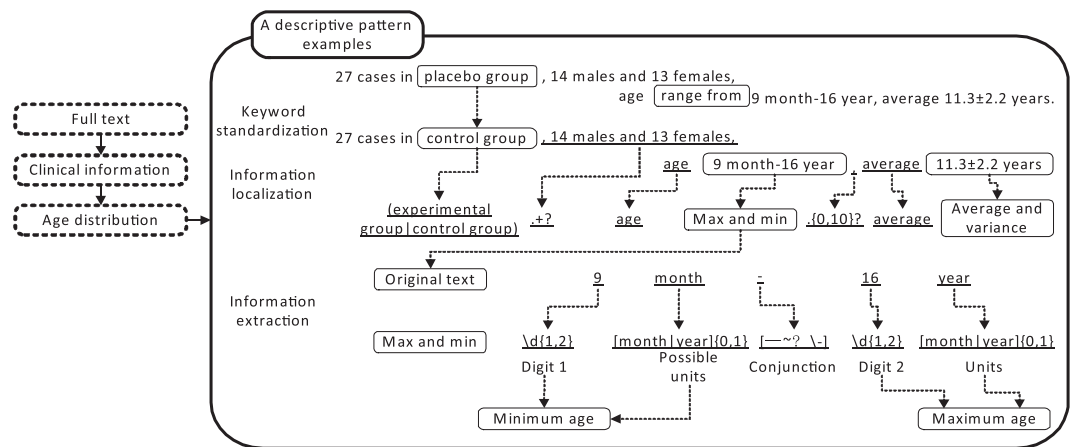 A descriptive pattern
examples
27 cases in placebo group , 14 males and 13 females,
age range from 9 month-16 year, average 11.3±2.2 years.
Keyword
standardization
27 cases in control group , 14 males and 13 females,
Full text
Clinical information
Age distribution
Information
localization
age 9 month-16 year , average 11.3±2.2 years
(experimental
group|control group) .+? age Max and min .{0,10}? average Average and
variance
Original text 9 month - 16 year
Information
extraction
Max and min \d{1,2} [month|year]{0,1} [—~? \-] \d{1,2} [month|year]{0,1}
Digit 1 Possible
units Conjunction Digit 2 Units
Minimum age Maximum age